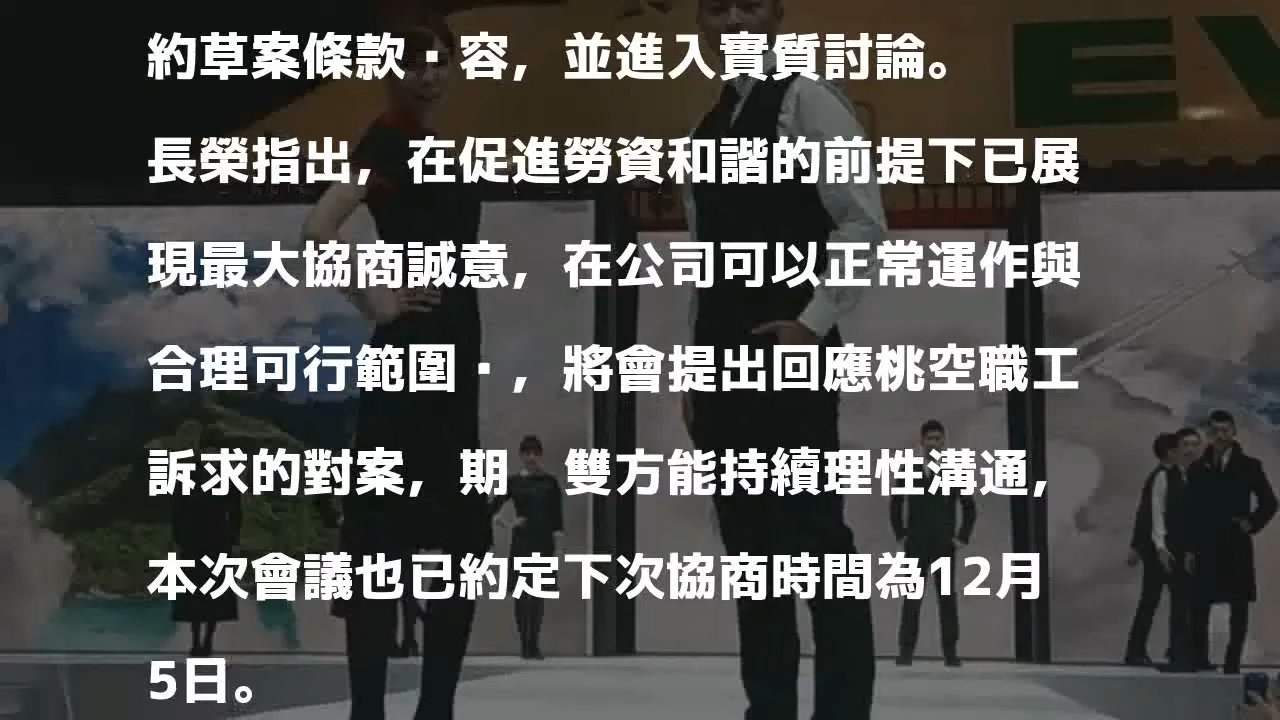 約草案條款▪容，並進入實質討論。
EV
長榮指出，在促進勞資和諧的前提下已展
現最大協商誠意，在公司可以正常運作與
合理可行範圍▪，將會提出回應桃空職工
訴求的對案，期　雙方能持續理性溝通，
本次會議也已約定下次協商時間為12月
5日。